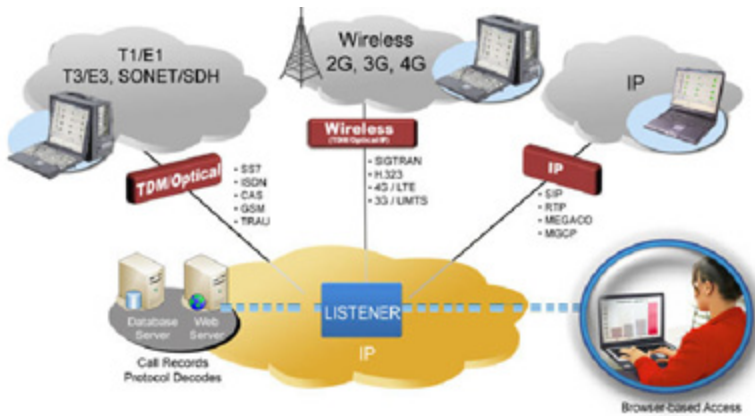 T1/E1
T3/E3, SONET/SDH
Wireless
2G, 3G, 4G
IP
TDM/Optical
• SS7
• ISDN
• CAS
• GSM
• TRAU
Wireless
(TDM/Optical/IP)
• SIGTRAN
• H.323
• 4G / LTE
• 3G / UMTS
IP
• SIP
• RTP
• MEGACO
• MGCP
Database
Server
Web
Server
LISTENER
IP
Call Records
Protocol Decodes
Browser-based Access